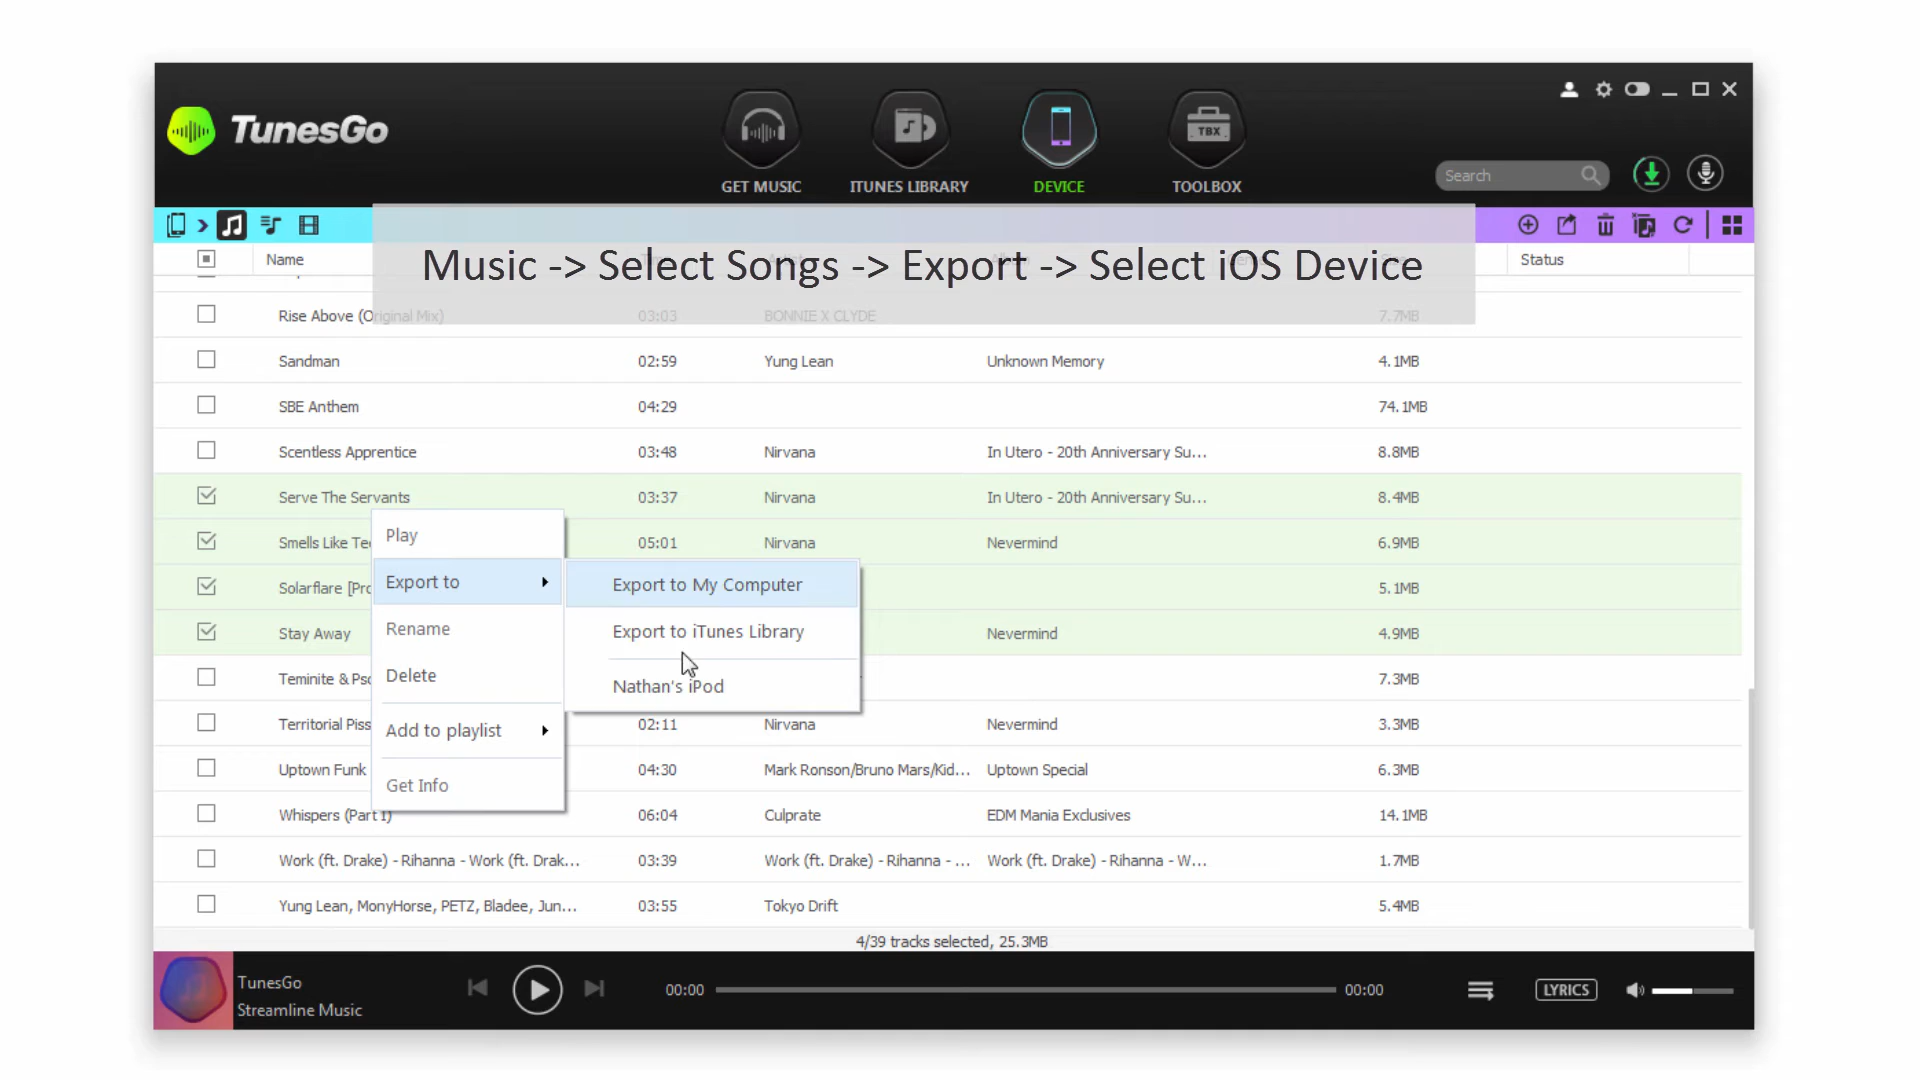 TunesGo
GET MUSIC
ITUNES LIBRARY
TBX
DEVICE
TOOLBOX
Search
Music -> Select Songs -> Export -> Select iOS Device
Name
Status
Rise Above (Original Mix) 03:03 BONNIE X CLYDE 7.7MB
Sandman 02:59 Yung Lean Unknown Memory 4.1MB
SBE Anthem 04:29 74.1MB
Scentless Apprentice 03:48 Nirvana In Utero - 20th Anniversary Su... 8.8MB
Serve The Servants 03:37 Nirvana In Utero - 20th Anniversary Su... 8.4MB
Smells Like Te 05:01 Nirvana Nevermind 6.9MB
Solarflare [Pro 5.1MB
Stay Away Nevermind 4.9MB
Teminite & Pso 7.3MB
Territorial Piss 02:11 Nirvana Nevermind 3.3MB
Uptown Funk 04:30 Mark Ronson/Bruno Mars/Kid... Uptown Special 6.3MB
Whispers (Part I) 06:04 Culprate EDM Mania Exclusives 14.1MB
Work (ft. Drake) - Rihanna - Work (ft. Drak... 03:39 Work (ft. Drake) - Rihanna - ... Work (ft. Drake) - Rihanna - W... 1.7MB
Yung Lean, MonyHorse, PETZ, Bladee, Jun... 03:55 Tokyo Drift 5.4MB
Play
Export to
Rename
Delete
Add to playlist
Get Info
Export to My Computer
Export to iTunes Library
Nathan's iPod
4/39 tracks selected, 25.3MB
TunesGo
Streamline Music
00:00
00:00
LYRICS